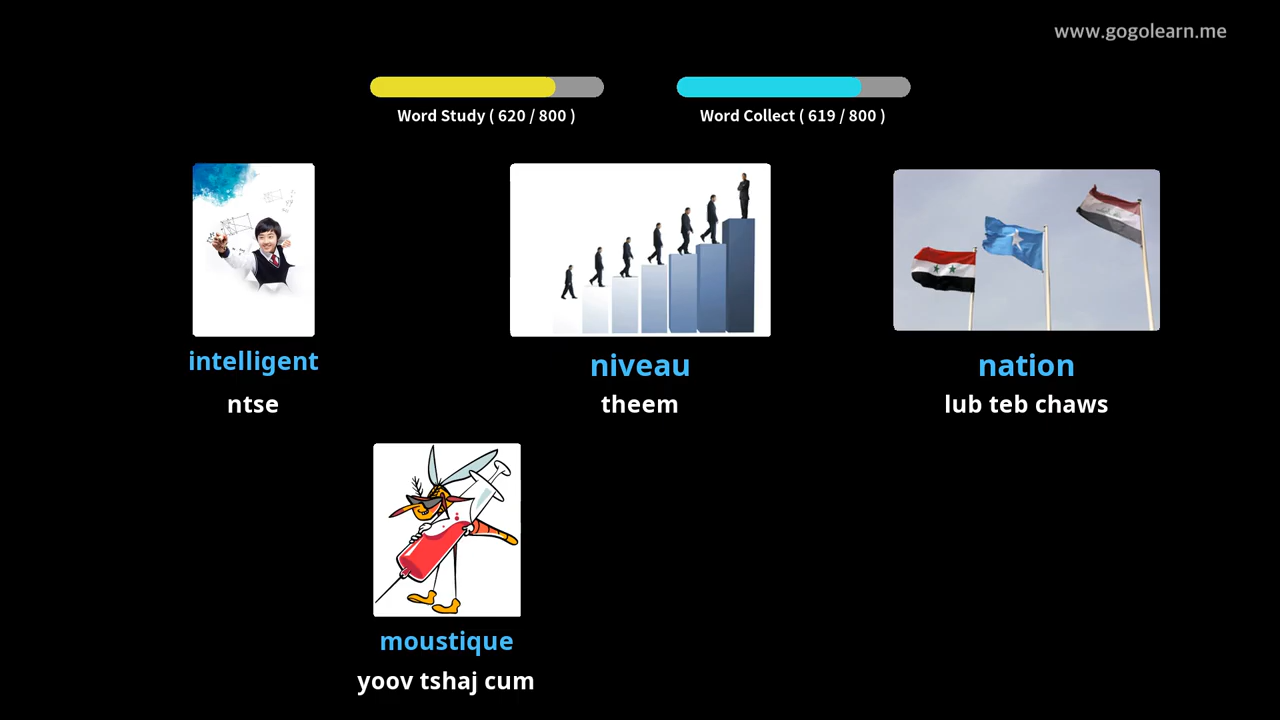 www.gogolearn.me
Word Study ( 620 / 800 )
Word Collect ( 619 / 800 )
intelligent
ntse
niveau
theem
nation
lub teb chaws
moustique
yoov tshaj cum